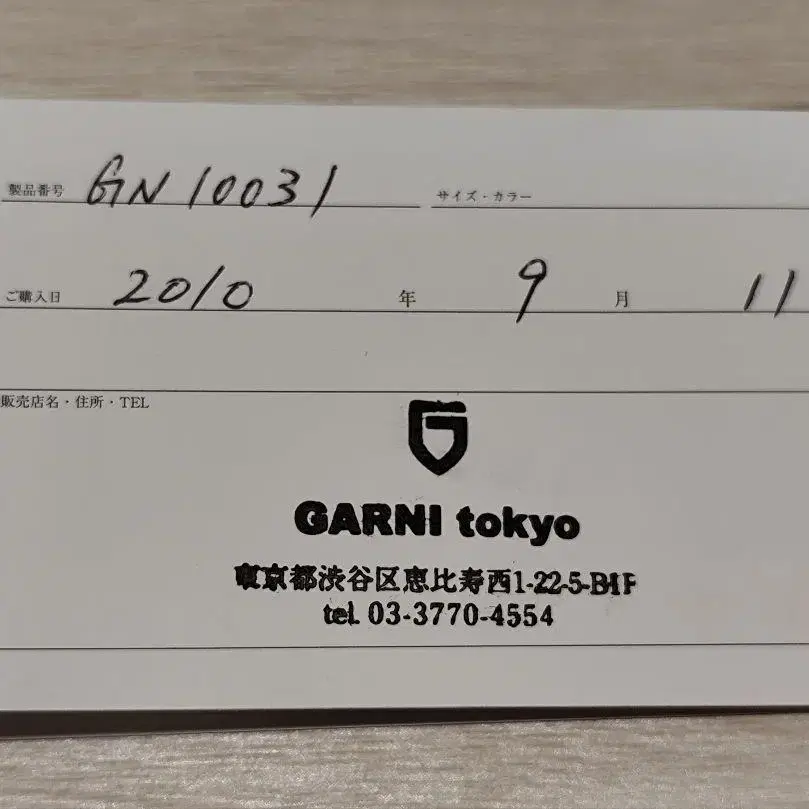 製品番号 GN10031 サイズ・カラー
ご購入日 2010 年 9 月 11
販売店名・住所・TEL
G
GARNI tokyo
東京都渋谷区恵比寿西1-22-5-B1F
tel. 03-3770-4554